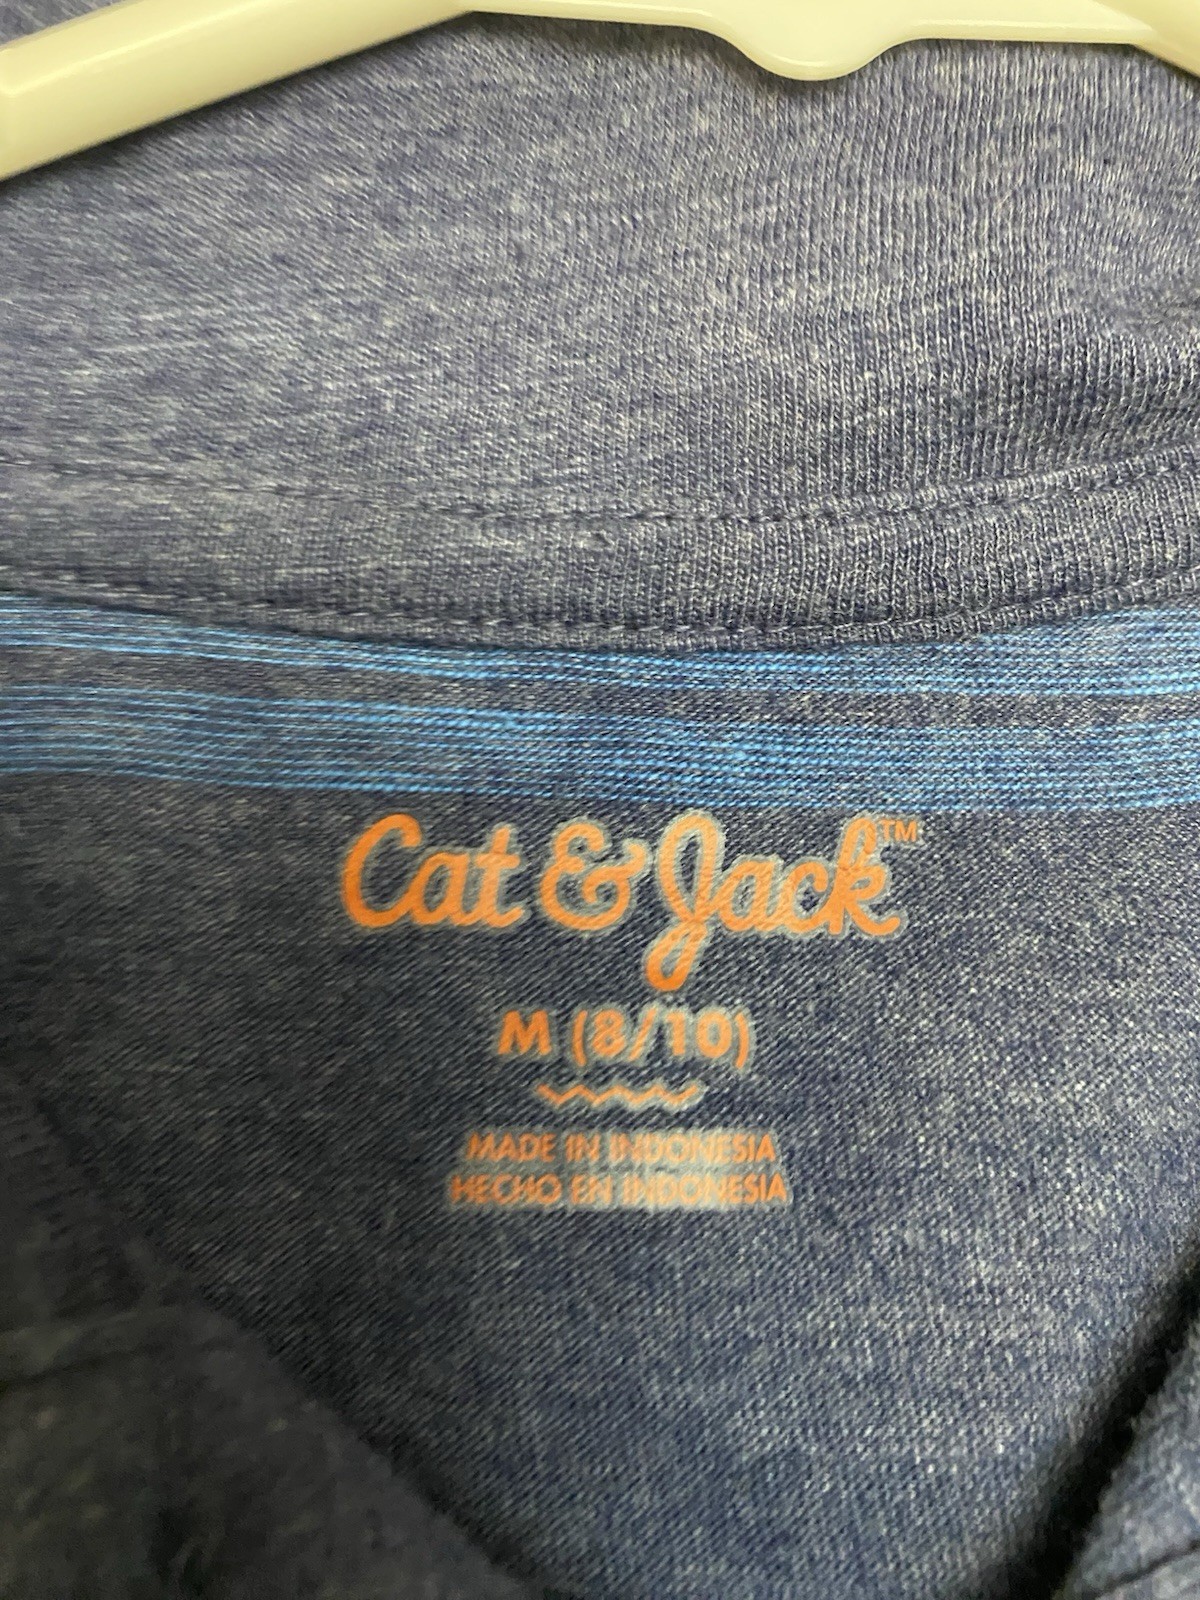 Cat & Jack™
M (8/10)
MADE IN INDONESIA
HECHO EN INDONESIA